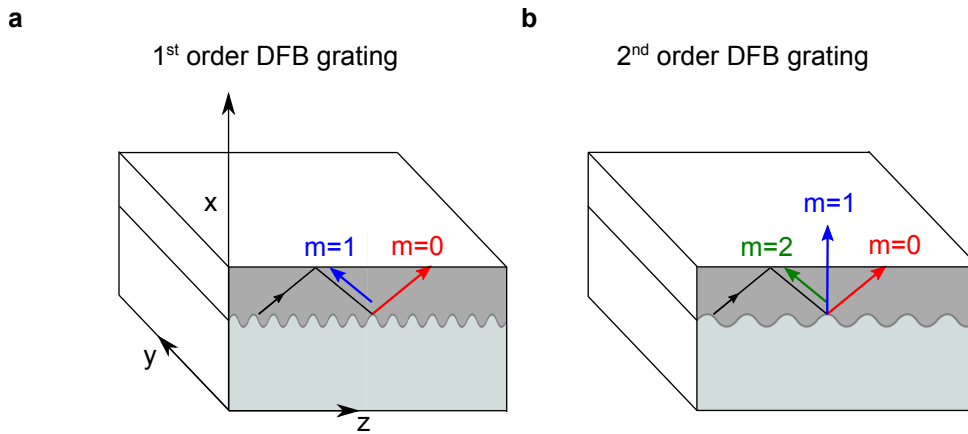 a
1st order DFB grating
x
m=1
m=0
y
z
b
2nd order DFB grating
m=1
m=2
m=0